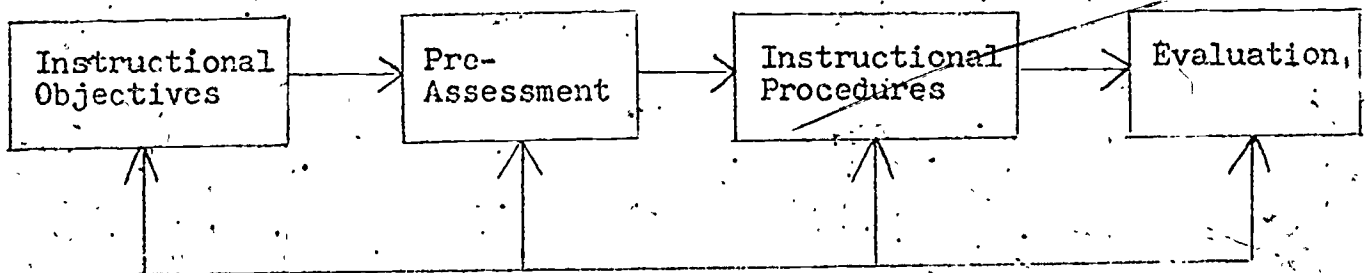 Instructional
Objectives
Pre-
Assessment
Instructional
Procedures
Evaluation,